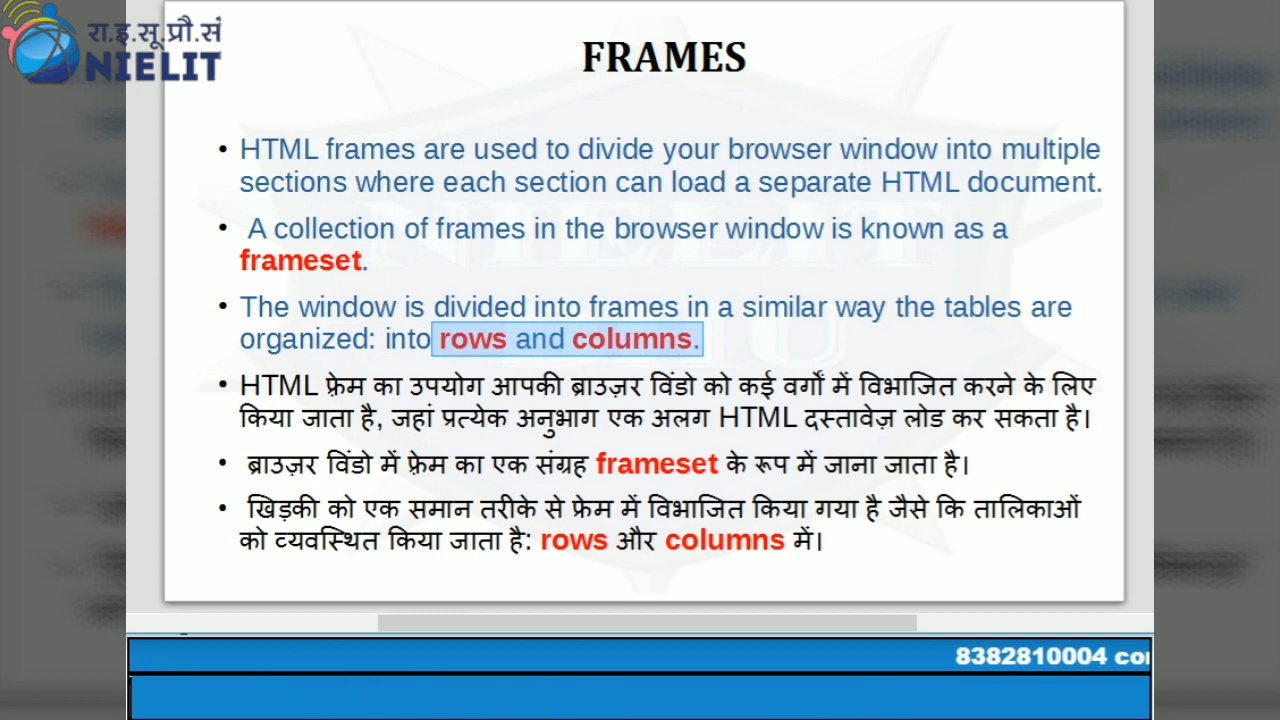 रा.इ.सू.प्रौ.सं
NIELIT
FRAMES
• HTML frames are used to divide your browser window into multiple
sections where each section can load a separate HTML document.
• A collection of frames in the browser window is known as a
frameset.
• The window is divided into frames in a similar way the tables are
organized: into rows and columns.
• HTML फ़्रेम का उपयोग आपकी ब्राउज़र विंडो को कई वर्गों में विभाजित करने के लिए
किया जाता है, जहां प्रत्येक अनुभाग एक अलग HTML दस्तावेज़ लोड कर सकता है।
• ब्राउज़र विंडो में फ़्रेम का एक संग्रह frameset के रूप में जाना जाता है।
• खिड़की को एक समान तरीके से फ्रेम में विभाजित किया गया है जैसे कि तालिकाओं
को व्यवस्थित किया जाता है: rows और columns में।
8382810004